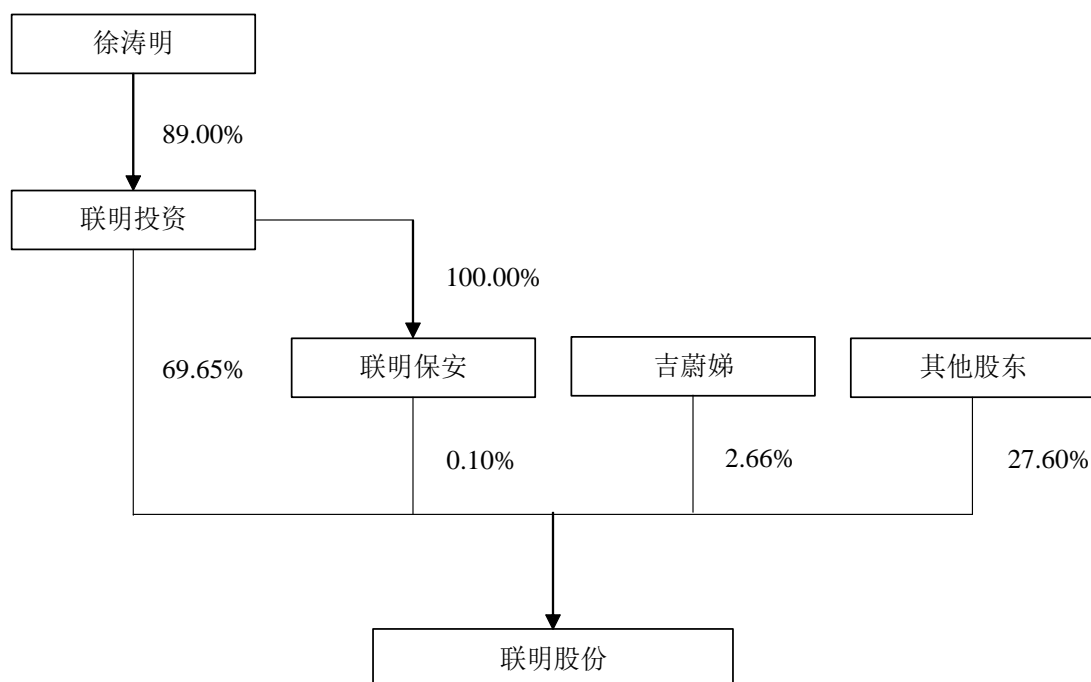 徐涛明
89.00%
联明投资
100.00%
69.65%
联明保安
吉蔚娣
其他股东
0.10%
2.66%
27.60%
联明股份